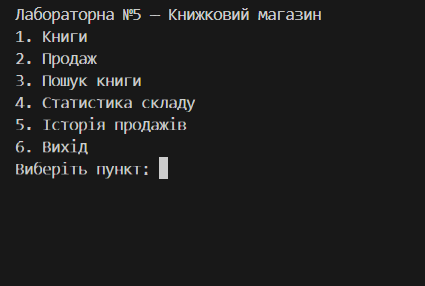 Лабораторна №5 — Книжковий магазин
1. Книги
2. Продаж
3. Пошук книги
4. Статистика складу
5. Історія продажів
6. Вихід
Виберіть пункт: